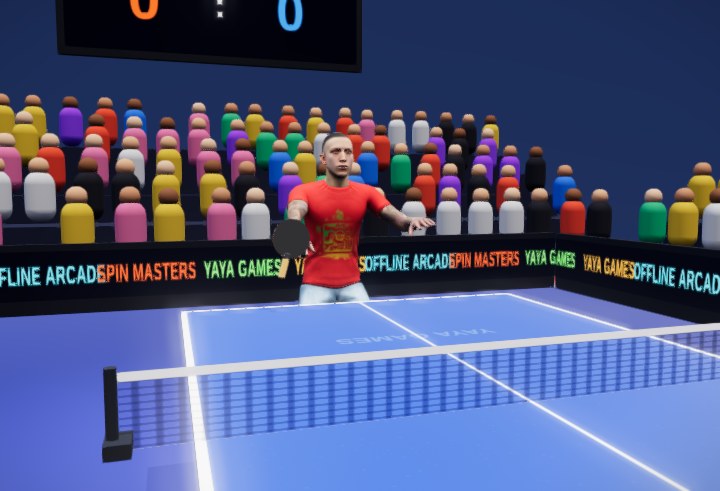 0 : 0
FFLINE ARCADE SPIN MASTERS YAYA GAMES OFFLINE ARCADE SPIN MASTERS YAYA GAMES YAYA GAMES OFFLINE ARCADE
YAYA GAMES